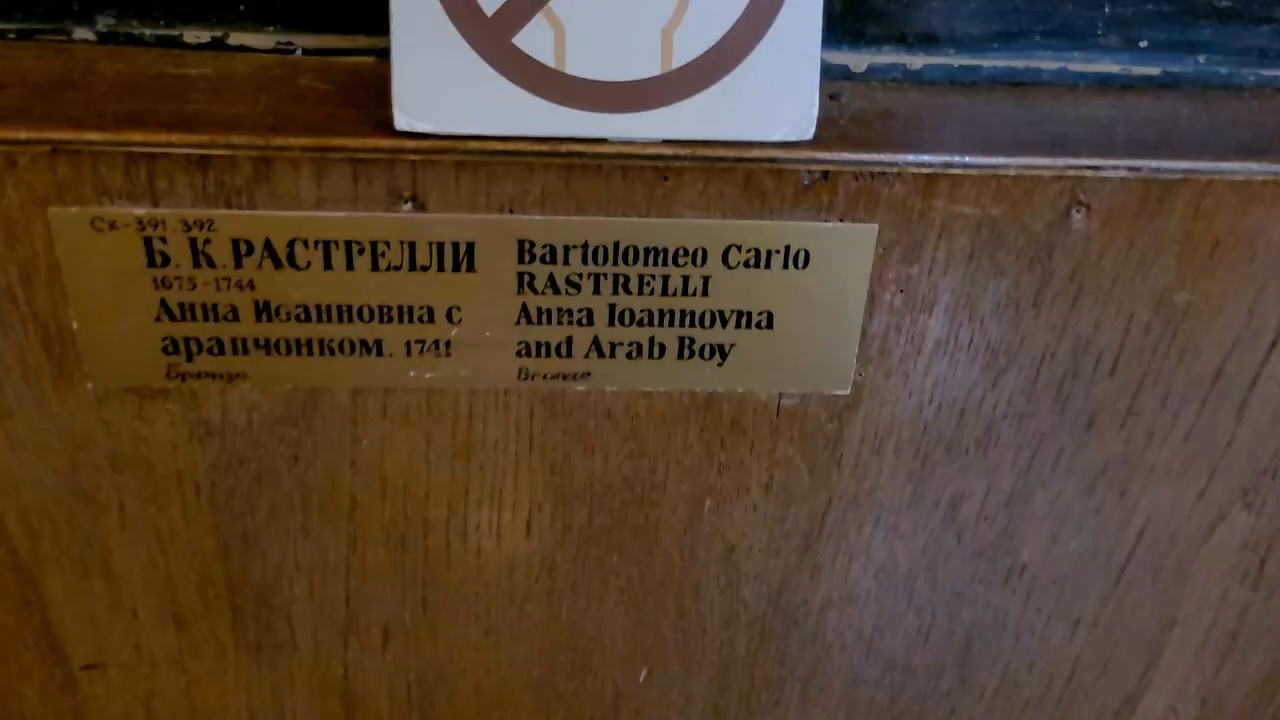 Ск-391, 392
Б. К. РАСТРЕЛЛИ
1675-1744
Анна Иоанновна с
арапчонком. 1741
Бронза
Bartolomeo Carlo
RASTRELLI
Anna Ioannovna
and Arab Boy
Bronze